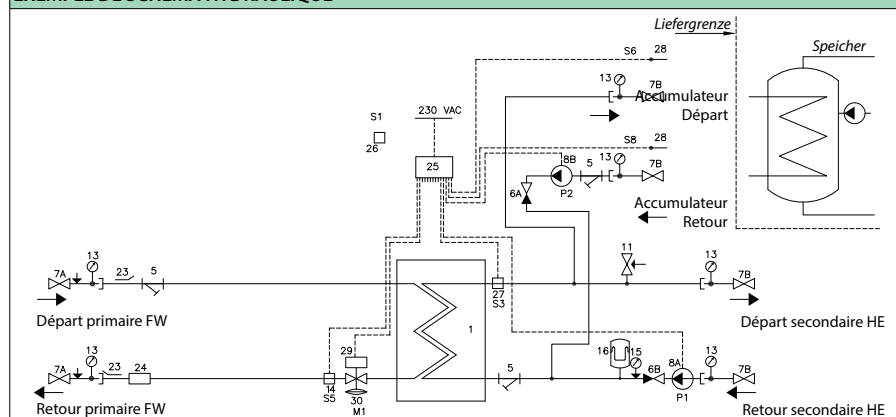 EXEMPLE DE SCHÉMA HYDRAULIQUE
Liefergrenze
Speicher
S6
28
13
7B
Accumulateur
Départ
230 VAC
S1
26
25
S8
28
13
8B
5
7B
P2
6A
Accumulateur
Retour
11
13
7B
7A
13
23
5
27
S3
1
Départ primaire FW
Départ secondaire HE
29
16
15
13
7A
13
23
24
14
S5
30
M1
5
6B
8A
P1
7B
Retour primaire FW
Retour secondaire HE